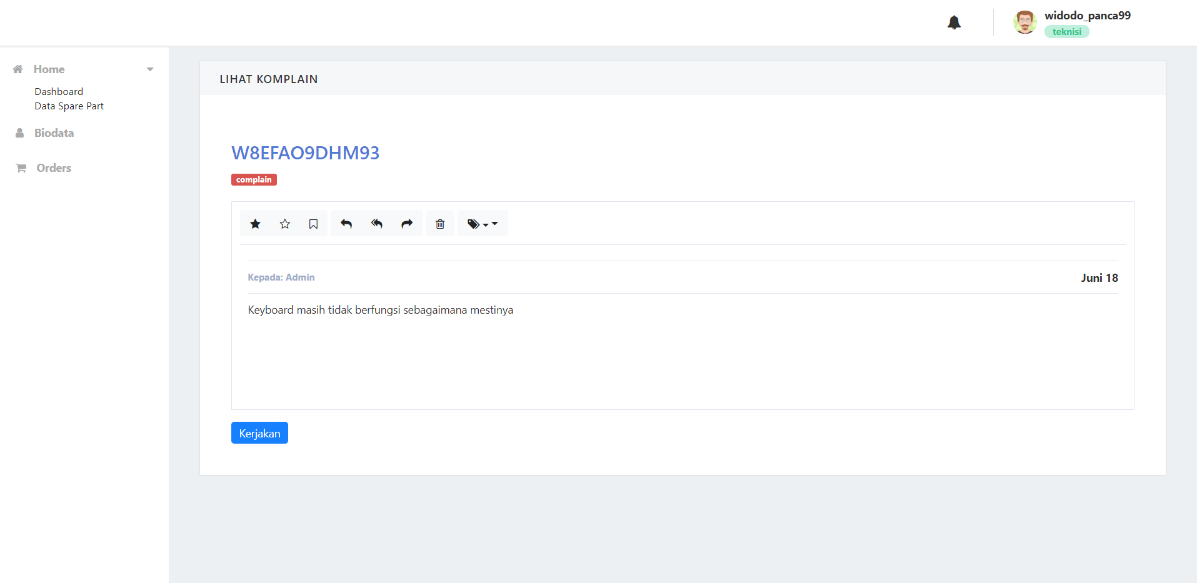 widodo_panca99
teknisi
Home
Dashboard
Data Spare Part
Biodata
Orders
LIHAT KOMPLAIN
W8EFAO9DHM93
complain
Kepada: Admin
Juni 18
Keyboard masih tidak berfungsi sebagaimana mestinya
Kerjakan